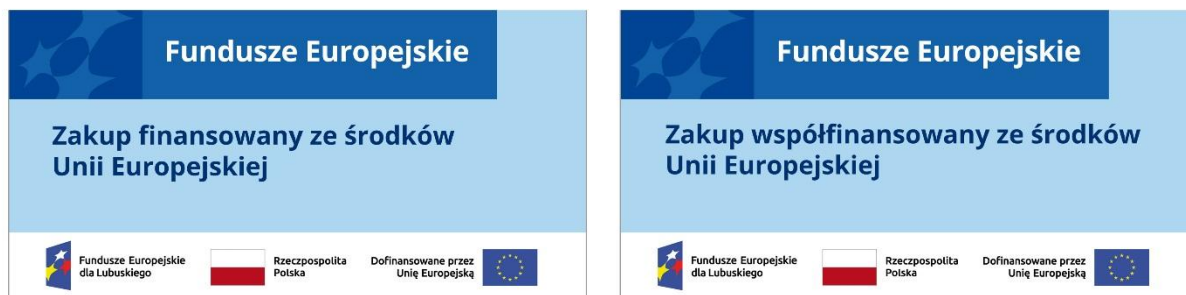 Fundusze Europejskie
Zakup finansowany ze środków
Unii Europejskiej
Fundusze Europejskie
dla Lubuskiego
Rzeczpospolita
Polska
Dofinansowane przez
Unię Europejską
Fundusze Europejskie
Zakup współfinansowany ze środków
Unii Europejskiej
Fundusze Europejskie
dla Lubuskiego
Rzeczpospolita
Polska
Dofinansowane przez
Unię Europejską